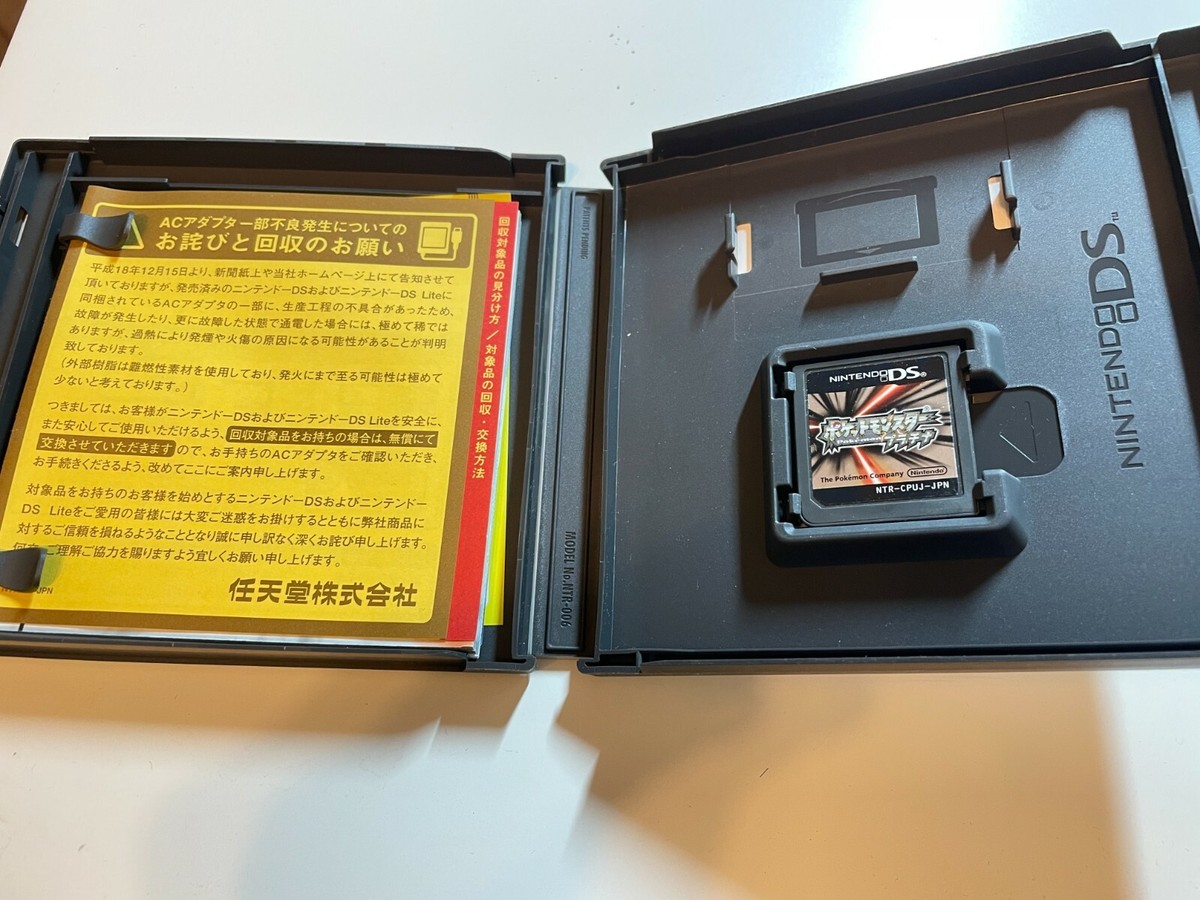 ACアダプター部不良発生についての
お詫びと回収のお願い
平成18年12月15日より、新聞紙上や当社ホームページ上にて告知させて
頂いておりますが、発売済みのニンテンドーDSおよびニンテンドーDS Liteに
同梱されているACアダプタの一部に、生産工程の不具合があったため、
故障が発生したり、更に故障した状態で通電した場合には、極めて稀では
ありますが、過熱により発煙や火傷の原因になる可能性があることが判明
致しております。
(外部樹脂は難燃性素材を使用しており、発火にまで至る可能性は極めて
少ないと考えております。)
つきましては、お客様がニンテンドーDSおよびニンテンドーDS Liteを安全に、
また安心してご使用いただけるよう、回収対象品をお持ちの場合は、無償にて
交換させていただきますので、お手持ちのACアダプタをご確認いただき、
お手続きくださるよう、改めてここにご案内申し上げます。
対象品をお持ちのお客様を始めとするニンテンドーDSおよびニンテンドー
DS Liteをご愛用の皆様には大変ご迷惑をお掛けするとともに弊社商品に
対するご信頼を損ねるようなこととなり誠に申し訳なく深くお詫び申し上げます。
ご理解ご協力を賜りますよう宜しくお願い申し上げます。
任天堂株式会社
JPN
回収対象品の見分け方/対象品の回収・交換方法
PATENTS PENDING
MODEL No.NTR-006
NINTENDO DS™
NINTENDO DS®
ポケットモンスター
Pokémon
プラチナ
The Pokémon Company Nintendo
NTR-CPUJ-JPN